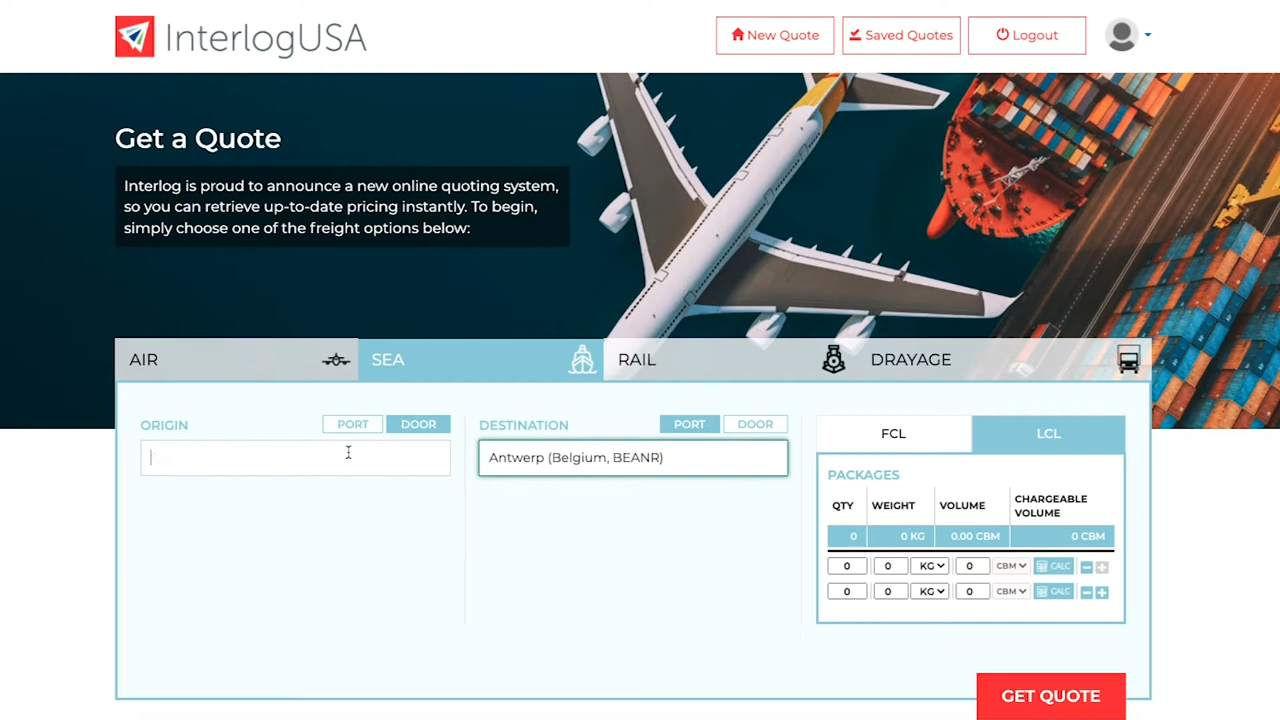 InterlogUSA
New Quote
Saved Quotes
Logout
Get a Quote
Interlog is proud to announce a new online quoting system,
so you can retrieve up-to-date pricing instantly. To begin,
simply choose one of the freight options below:
AIR
SEA
RAIL
DRAYAGE
ORIGIN
PORT
DOOR
DESTINATION
PORT
DOOR
Antwerp (Belgium, BEANR)
FCL
LCL
PACKAGES
QTY WEIGHT VOLUME CHARGEABLE VOLUME
0 0 KG 0.00 CBM 0 CBM
0 0 KG 0 CBM CALC
0 0 KG 0 CBM CALC
GET QUOTE